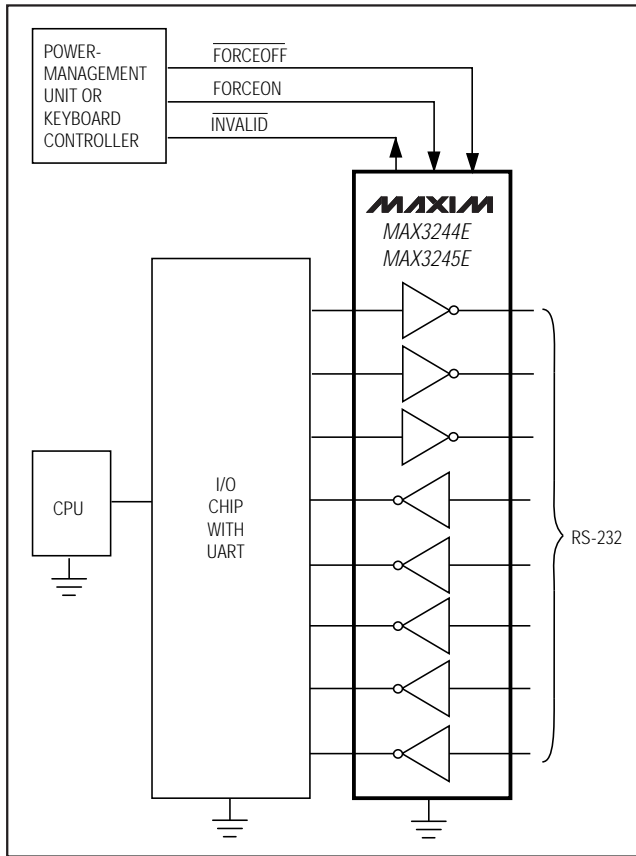 POWER-
MANAGEMENT
UNIT OR
KEYBOARD
CONTROLLER
FORCEOFF
FORCEON
INVALID
MAXIM
MAX3244E
MAX3245E
CPU
I/O
CHIP
WITH
UART
RS-232